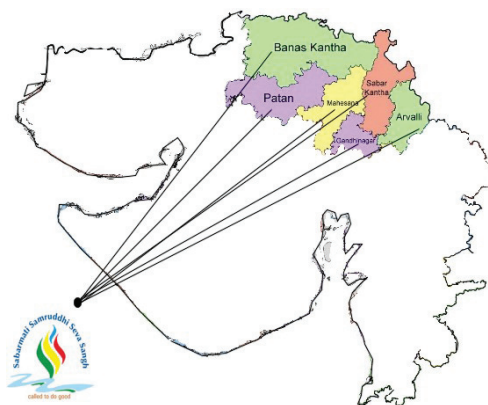 Banas Kantha
Patan
Mahesana
Sabar
Kantha
Arvalli
Gandhinagar
Sabarmati Samruddhi Seva Sangh
called to do good